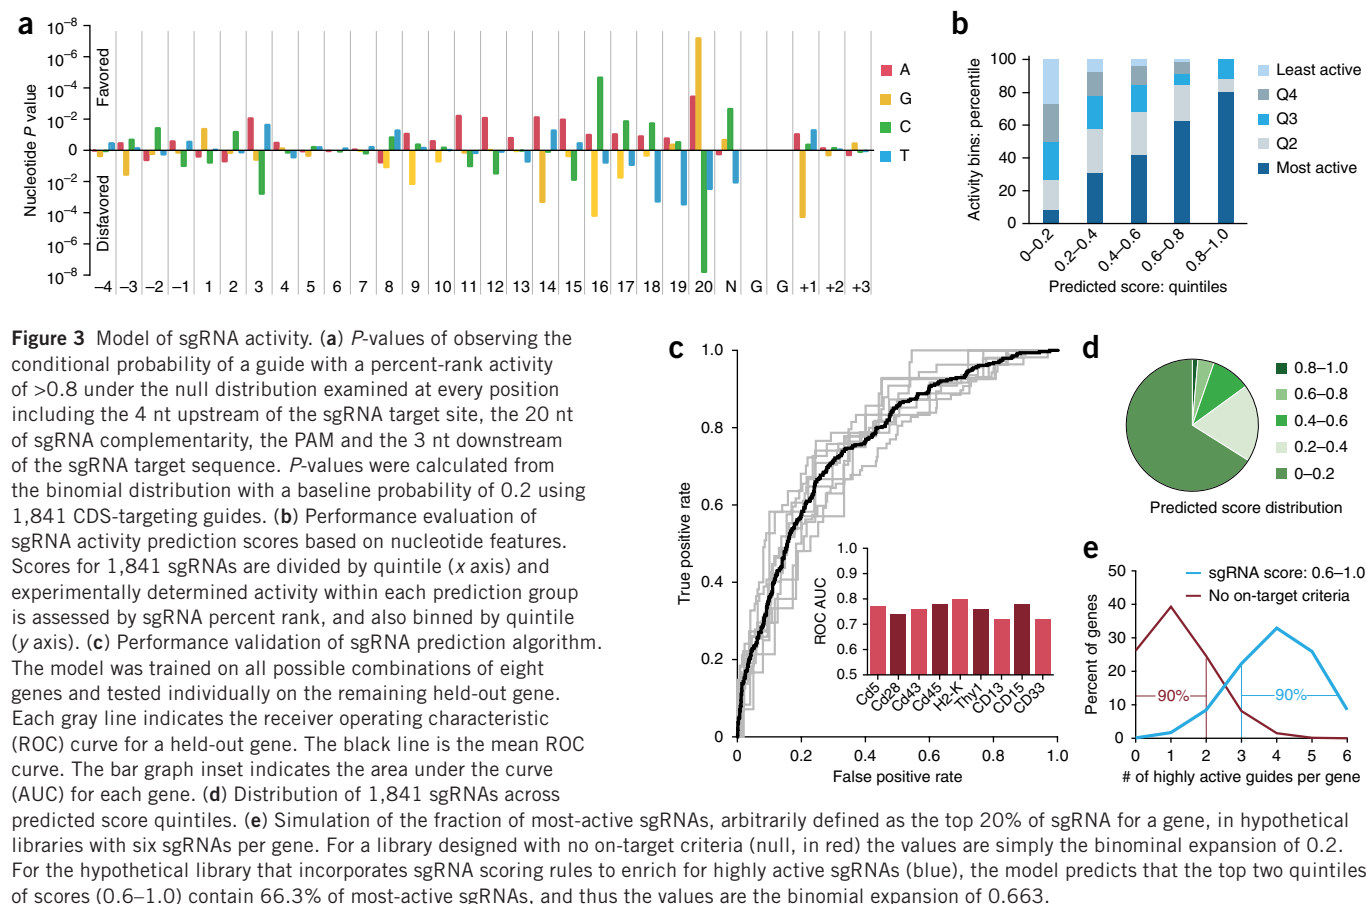 a
Nucleotide P value
Favored
Disfavored
10–8
10–6
10–4
10–2
0
10–2
10–4
10–6
10–8
–4 –3 –2 –1 1 2 3 4 5 6 7 8 9 10 11 12 13 14 15 16 17 18 19 20 N G G +1 +2 +3
A
G
C
T
b
Activity bins: percentile
100
80
60
40
20
0
0–0.2 0.2–0.4 0.4–0.6 0.6–0.8 0.8–1.0
Predicted score: quintiles
Least active
Q4
Q3
Q2
Most active
Figure 3 Model of sgRNA activity. (a) P-values of observing the
conditional probability of a guide with a percent-rank activity
of >0.8 under the null distribution examined at every position
including the 4 nt upstream of the sgRNA target site, the 20 nt
of sgRNA complementarity, the PAM and the 3 nt downstream
of the sgRNA target sequence. P-values were calculated from
the binomial distribution with a baseline probability of 0.2 using
1,841 CDS-targeting guides. (b) Performance evaluation of
sgRNA activity prediction scores based on nucleotide features.
Scores for 1,841 sgRNAs are divided by quintile (x axis) and
experimentally determined activity within each prediction group
is assessed by sgRNA percent rank, and also binned by quintile
(y axis). (c) Performance validation of sgRNA prediction algorithm.
The model was trained on all possible combinations of eight
genes and tested individually on the remaining held-out gene.
Each gray line indicates the receiver operating characteristic
(ROC) curve for a held-out gene. The black line is the mean ROC
curve. The bar graph inset indicates the area under the curve
(AUC) for each gene. (d) Distribution of 1,841 sgRNAs across
predicted score quintiles. (e) Simulation of the fraction of most-active sgRNAs, arbitrarily defined as the top 20% of sgRNA for a gene, in hypothetical
libraries with six sgRNAs per gene. For a library designed with no on-target criteria (null, in red) the values are simply the binominal expansion of 0.2.
For the hypothetical library that incorporates sgRNA scoring rules to enrich for highly active sgRNAs (blue), the model predicts that the top two quintiles
of scores (0.6–1.0) contain 66.3% of most-active sgRNAs, and thus the values are the binomial expansion of 0.663.
c
True positive rate
1.0
0.8
0.6
0.4
0.2
0
0 0.2 0.4 0.6 0.8 1.0
False positive rate
ROC AUC
1.0
0.9
0.8
0.7
0.6
0.5
Cd5 Cd28 Cd43 Cd45 H2-K Thy1 CD13 CD15 CD33
d
0.8–1.0
0.6–0.8
0.4–0.6
0.2–0.4
0–0.2
Predicted score distribution
e
sgRNA score: 0.6–1.0
No on-target criteria
Percent of genes
50
40
30
20
10
0
90%
90%
0 1 2 3 4 5 6
# of highly active guides per gene